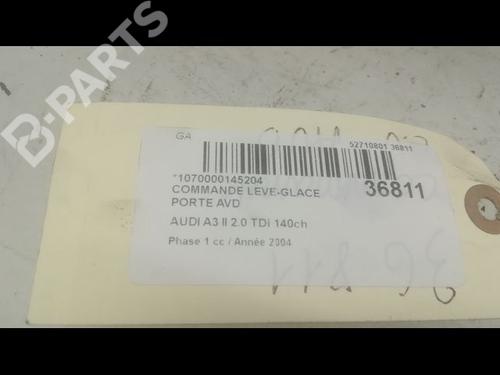 B-PARTS
GA
52710801 36811
*1070000145204
COMMANDE LEVE-GLACE
36811
PORTE AVD
AUDI A3 II 2.0 TDi 140ch
Phase 1 cc / Année 2004
36811